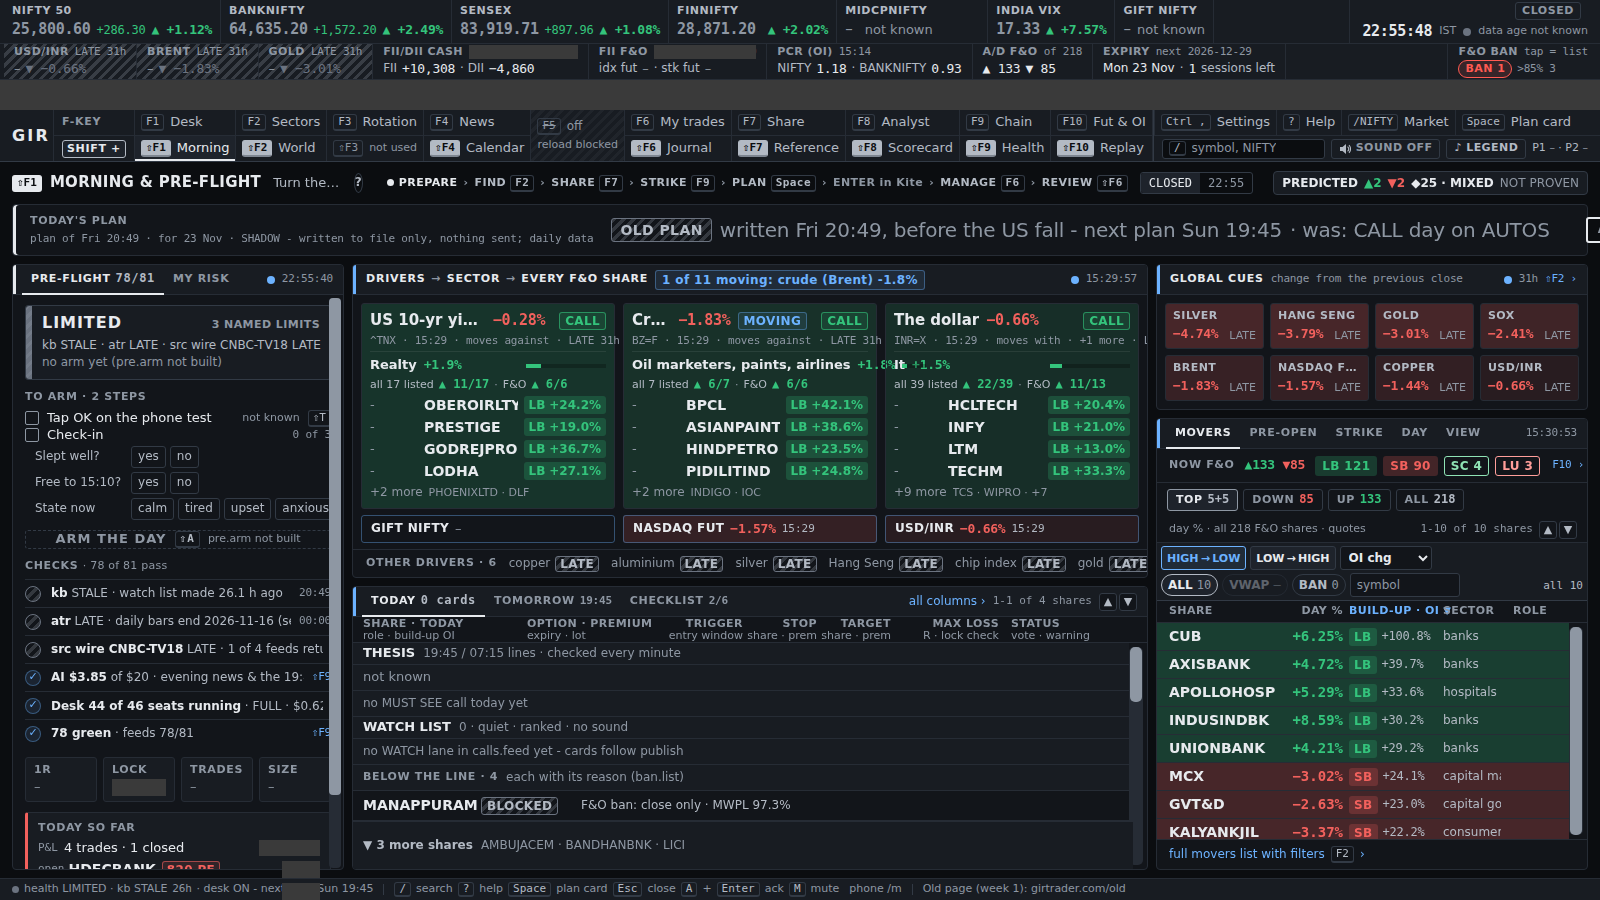 NIFTY 50 BANKNIFTY SENSEX FINNIFTY MIDCPNIFTY INDIA VIX GIFT NIFTY CLOSED
25,800.60 +286.30 ▲ +1.12% 64,635.20 +1,572.20 ▲ +2.49% 83,919.71 +897.96 ▲ +1.08% 28,871.20 ▲ +2.02% – not known 17.33 ▲ +7.57% – not known 22:55:48 IST data age not known
USD/INR LATE 31h BRENT LATE 31h GOLD LATE 31h FII/DII CASH FII F&O PCR (OI) 15:14 A/D F&O of 218 EXPIRY next 2026-12-29 F&O BAN tap = list
– ▼ −0.66% – ▼ −1.83% – ▼ −3.01% FII +10,308 · DII −4,860 idx fut – · stk fut – NIFTY 1.18 · BANKNIFTY 0.93 ▲ 133 ▼ 85 Mon 23 Nov · 1 sessions left BAN 1 >85% 3
GIR F-KEY F1 Desk F2 Sectors F3 Rotation F4 News F5 off F6 My trades F7 Share F8 Analyst F9 Chain F10 Fut & OI Ctrl , Settings ? Help /NIFTY Market Space Plan card
SHIFT + ⇧F1 Morning ⇧F2 World ⇧F3 not used ⇧F4 Calendar reload blocked ⇧F6 Journal ⇧F7 Reference ⇧F8 Scorecard ⇧F9 Health ⇧F10 Replay / symbol, NIFTY SOUND OFF ♪ LEGEND P1 – · P2 –
⇧F1 MORNING & PRE-FLIGHT Turn the… ? PREPARE › FIND F2 › SHARE F7 › STRIKE F9 › PLAN Space › ENTER in Kite › MANAGE F6 › REVIEW ⇧F6 CLOSED 22:55 PREDICTED ▲2 ▼2 ◆25 · MIXED NOT PROVEN
TODAY'S PLAN
plan of Fri 20:49 · for 23 Nov · SHADOW - written to file only, nothing sent; daily data OLD PLAN written Fri 20:49, before the US fall - next plan Sun 19:45 · was: CALL day on AUTOS
PRE-FLIGHT 78/81 MY RISK 22:55:40
LIMITED 3 NAMED LIMITS
kb STALE · atr LATE · src wire CNBC-TV18 LATE
no arm yet (pre.arm not built)
TO ARM · 2 STEPS
Tap OK on the phone test not known ⇧T
Check-in 0 of 3
Slept well? yes no
Free to 15:10? yes no
State now calm tired upset anxious
ARM THE DAY ⇧A pre.arm not built
CHECKS · 78 of 81 pass
kb STALE · watch list made 26.1 h ago 20:49
atr LATE · daily bars end 2026-11-16 (se 00:06
src wire CNBC-TV18 LATE · 1 of 4 feeds retu
AI $3.85 of $20 · evening news & the 19: ⇧F9
Desk 44 of 46 seats running · FULL · $0.62
78 green · feeds 78/81 ⇧F9
1R LOCK TRADES SIZE
– – –
TODAY SO FAR
P&L 4 trades · 1 closed
open HDFCBANK 820 PE
DRIVERS → SECTOR → EVERY F&O SHARE 1 of 11 moving: crude (Brent) -1.8% 15:29:57
US 10-yr yi… −0.28% CALL
^TNX · 15:29 · moves against · LATE 31h
Realty +1.9%
all 17 listed ▲ 11/17 · F&O ▲ 6/6
- OBEROIRLTY LB +24.2%
- PRESTIGE LB +19.0%
- GODREJPRO LB +36.7%
- LODHA LB +27.1%
+2 more PHOENIXLTD · DLF
Cr… −1.83% MOVING CALL
BZ=F · 15:29 · moves against · LATE 31h
Oil marketers, paints, airlines +1.8%
all 7 listed ▲ 6/7 · F&O ▲ 6/6
- BPCL LB +42.1%
- ASIANPAINT LB +38.6%
- HINDPETRO LB +23.5%
- PIDILITIND LB +24.8%
+2 more INDIGO · IOC
The dollar −0.66% CALL
INR=X · 15:29 · moves with · +1 more ·
It +1.5%
all 39 listed ▲ 22/39 · F&O ▲ 11/13
- HCLTECH LB +20.4%
- INFY LB +21.0%
- LTM LB +13.0%
- TECHM LB +33.3%
+9 more TCS · WIPRO · +7
GIFT NIFTY – NASDAQ FUT −1.57% 15:29 USD/INR −0.66% 15:29
OTHER DRIVERS · 6 copper LATE aluminium LATE silver LATE Hang Seng LATE chip index LATE gold LATE
TODAY 0 cards TOMORROW 19:45 CHECKLIST 2/6 all columns › 1-1 of 4 shares ▲ ▼
SHARE · TODAY OPTION · PREMIUM TRIGGER STOP TARGET MAX LOSS STATUS
role · build-up OI expiry · lot entry window share · prem share · prem R · lock check vote · warning
THESIS 19:45 / 07:15 lines · checked every minute
not known
no MUST SEE call today yet
WATCH LIST 0 · quiet · ranked · no sound
no WATCH lane in calls.feed yet - cards follow publish
BELOW THE LINE · 4 each with its reason (ban.list)
MANAPPURAM BLOCKED F&O ban: close only · MWPL 97.3%
▼ 3 more shares AMBUJACEM · BANDHANBNK · LICI
GLOBAL CUES change from the previous close 31h ⇧F2 ›
SILVER HANG SENG GOLD SOX
−4.74% LATE −3.79% LATE −3.01% LATE −2.41% LATE
BRENT NASDAQ F… COPPER USD/INR
−1.83% LATE −1.57% LATE −1.44% LATE −0.66% LATE
MOVERS PRE-OPEN STRIKE DAY VIEW 15:30:53
NOW F&O ▲133 ▼85 LB 121 SB 90 SC 4 LU 3 F10 ›
TOP 5+5 DOWN 85 UP 133 ALL 218
day % · all 218 F&O shares · quotes 1-10 of 10 shares ▲ ▼
HIGH→LOW LOW→HIGH OI chg
ALL 10 VWAP – BAN 0 symbol all 10
SHARE DAY % BUILD-UP · OI SECTOR ROLE
CUB +6.25% LB +100.8% banks
AXISBANK +4.72% LB +39.7% banks
APOLLOHOSP +5.29% LB +33.6% hospitals
INDUSINDBK +8.59% LB +30.2% banks
UNIONBANK +4.21% LB +29.2% banks
MCX −3.02% SB +24.1% capital ma
GVT&D −2.63% SB +23.0% capital go
KALYANKJIL −3.37% SB +22.2% consumer
full movers list with filters F2 ›
health LIMITED · kb STALE 26h · desk ON - next Sun 19:45 / search ? help Space plan card Esc close A + Enter ack M mute phone /m Old page (week 1): girtrader.com/old